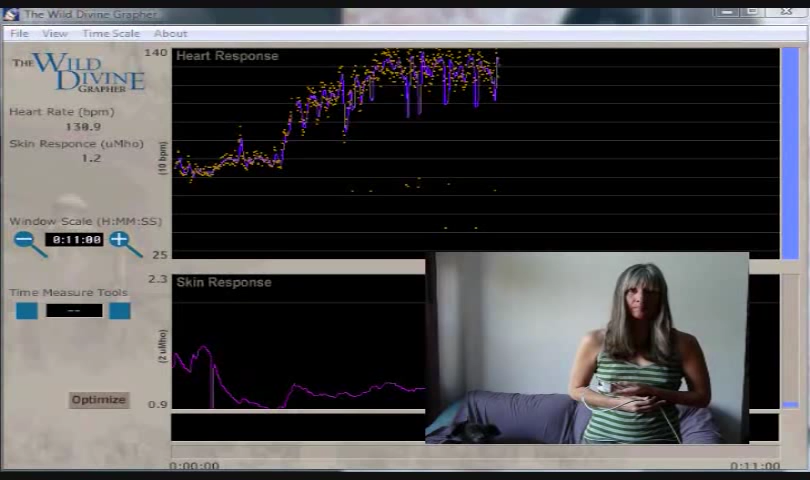 The Wild Divine Grapher
File View Time Scale About
THE WILD DIVINE GRAPHER
Heart Rate (bpm)
130.9
Skin Responce (uMho)
1.2
Window Scale (H:MM:SS)
0:11:00
Time Measure Tools
--
Optimize
140
Heart Response
(10 bpm)
25
2.3
Skin Response
(2 uMho)
0.9
0:00:00
0:11:00